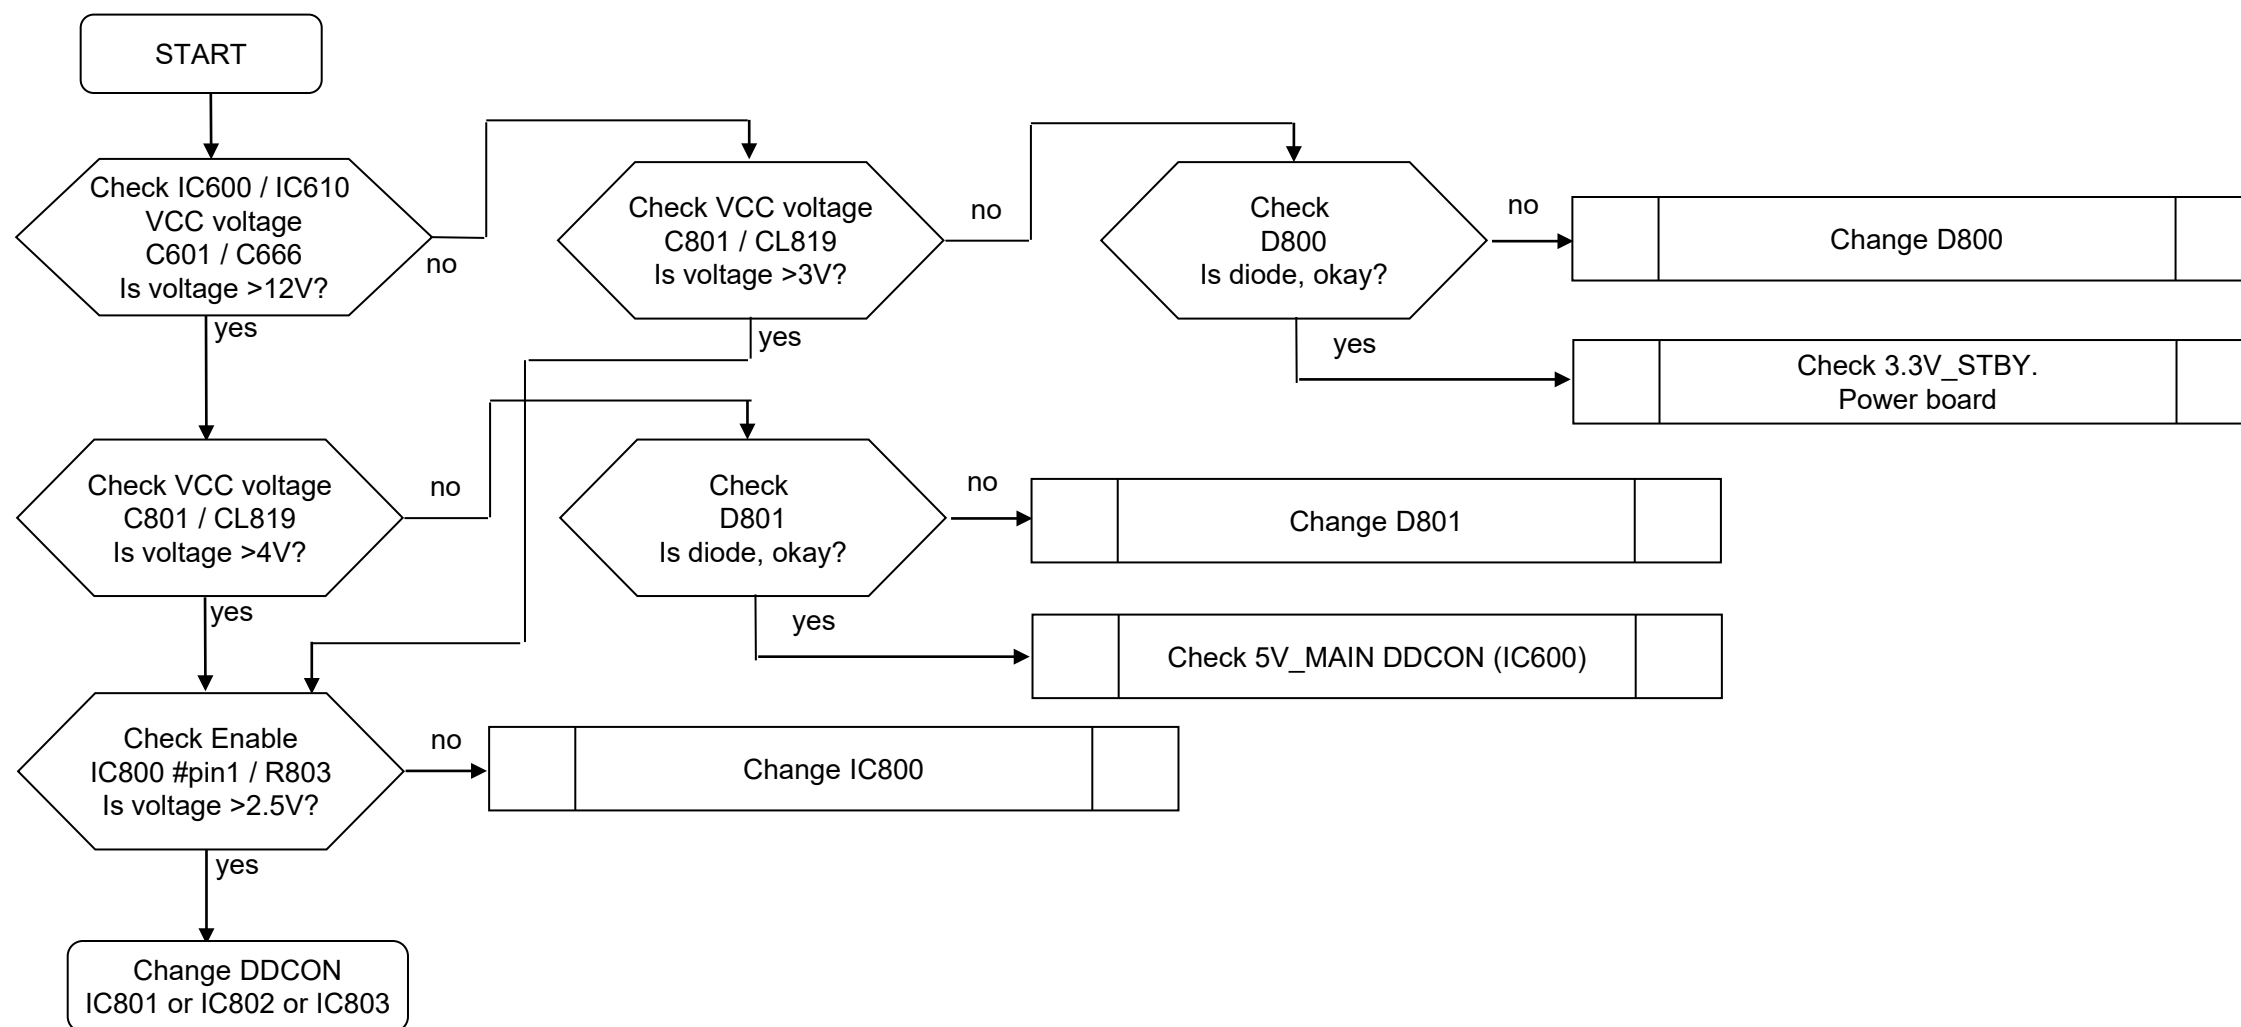 START
Check IC600 / IC610
VCC voltage
C601 / C666
Is voltage >12V?
no
yes
Check VCC voltage
C801 / CL819
Is voltage >3V?
no
yes
Check
D800
Is diode, okay?
no
yes
Change D800
Check 3.3V_STBY.
Power board
Check VCC voltage
C801 / CL819
Is voltage >4V?
no
yes
Check
D801
Is diode, okay?
no
yes
Change D801
Check 5V_MAIN DDCON (IC600)
Check Enable
IC800 #pin1 / R803
Is voltage >2.5V?
no
yes
Change IC800
Change DDCON
IC801 or IC802 or IC803